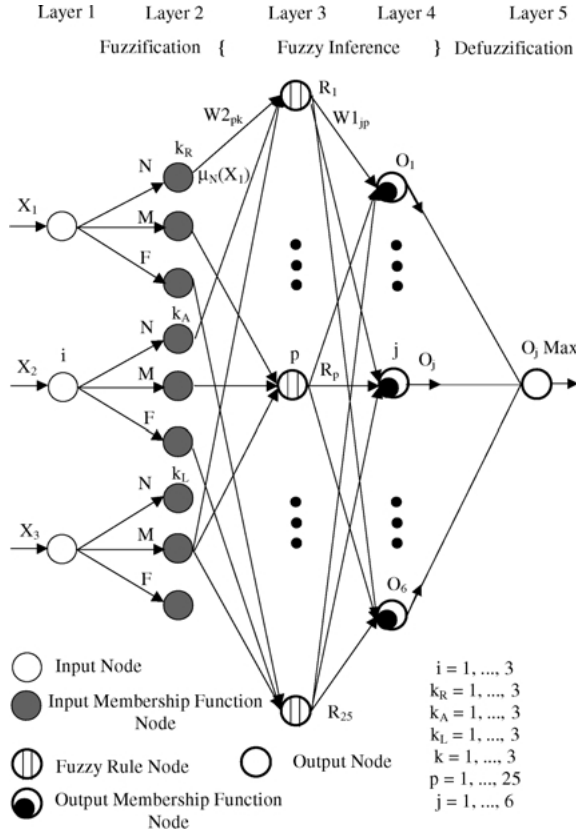 Layer 1 Layer 2 Layer 3 Layer 4 Layer 5
Fuzzification { Fuzzy Inference } Defuzzification
R1
W2pk
W1jp
kR
N
μN(X1)
O1
X1
M
F
kA
N
i
p
j
X2
M
Rp
Oj
Oj Max
F
kL
N
X3
M
F
O6
R25
Input Node
Input Membership Function
Node
Fuzzy Rule Node
Output Node
Output Membership Function
Node
i = 1, ..., 3
kR = 1, ..., 3
kA = 1, ..., 3
kL = 1, ..., 3
k = 1, ..., 3
p = 1, ..., 25
j = 1, ..., 6